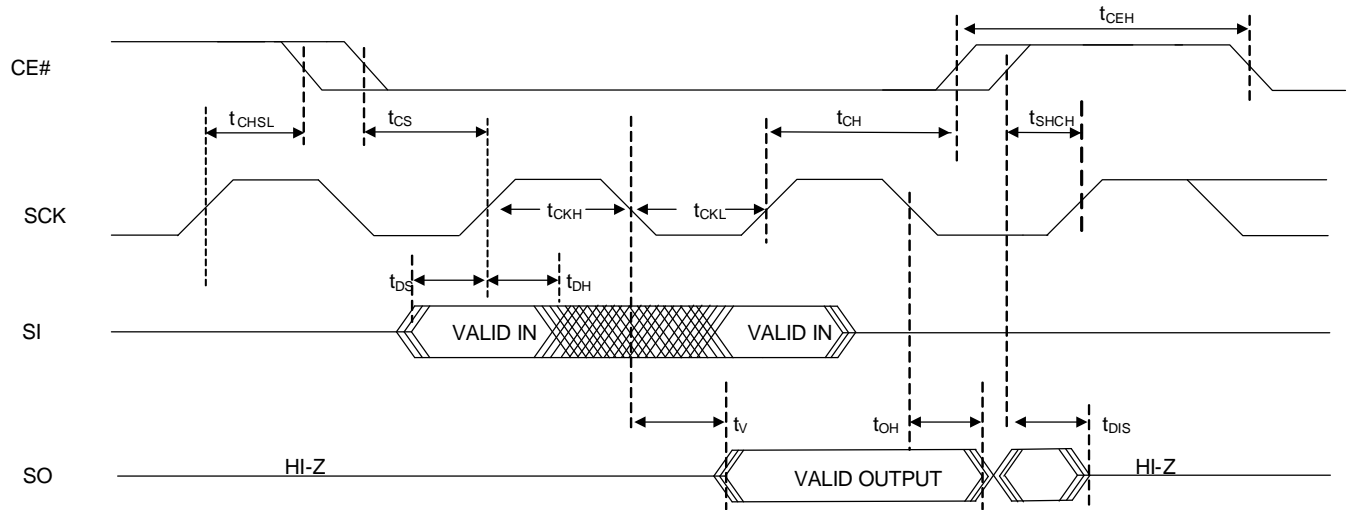 tCEH
CE#
tCHSL
tCS
tCH
tSHCH
SCK
tCKH
tCKL
tDS
tDH
SI
VALID IN
VALID IN
tV
tOH
tDIS
SO
HI-Z
VALID OUTPUT
HI-Z